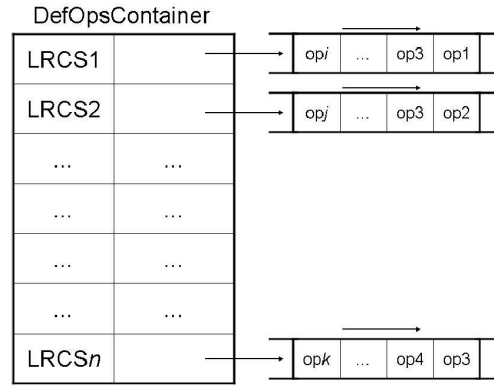 DefOpsContainer
LRCS1 opi ... op3 op1
LRCS2 opj ... op3 op2
... ...
... ...
... ...
... ...
LRCSn opk ... op4 op3